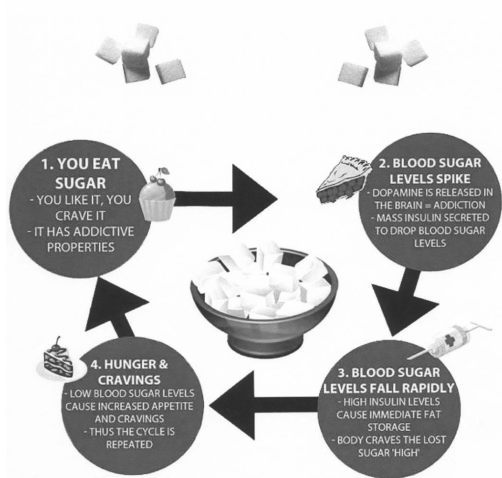 1. YOU EAT
SUGAR
- YOU LIKE IT, YOU
CRAVE IT
- IT HAS ADDICTIVE
PROPERTIES
2. BLOOD SUGAR
LEVELS SPIKE
- DOPAMINE IS RELEASED IN
THE BRAIN = ADDICTION
- MASS INSULIN SECRETED
TO DROP BLOOD SUGAR
LEVELS
3. BLOOD SUGAR
LEVELS FALL RAPIDLY
- HIGH INSULIN LEVELS
CAUSE IMMEDIATE FAT
STORAGE
- BODY CRAVES THE LOST
SUGAR 'HIGH'
4. HUNGER &
CRAVINGS
- LOW BLOOD SUGAR LEVELS
CAUSE INCREASED APPETITE
AND CRAVINGS
- THUS THE CYCLE IS
REPEATED